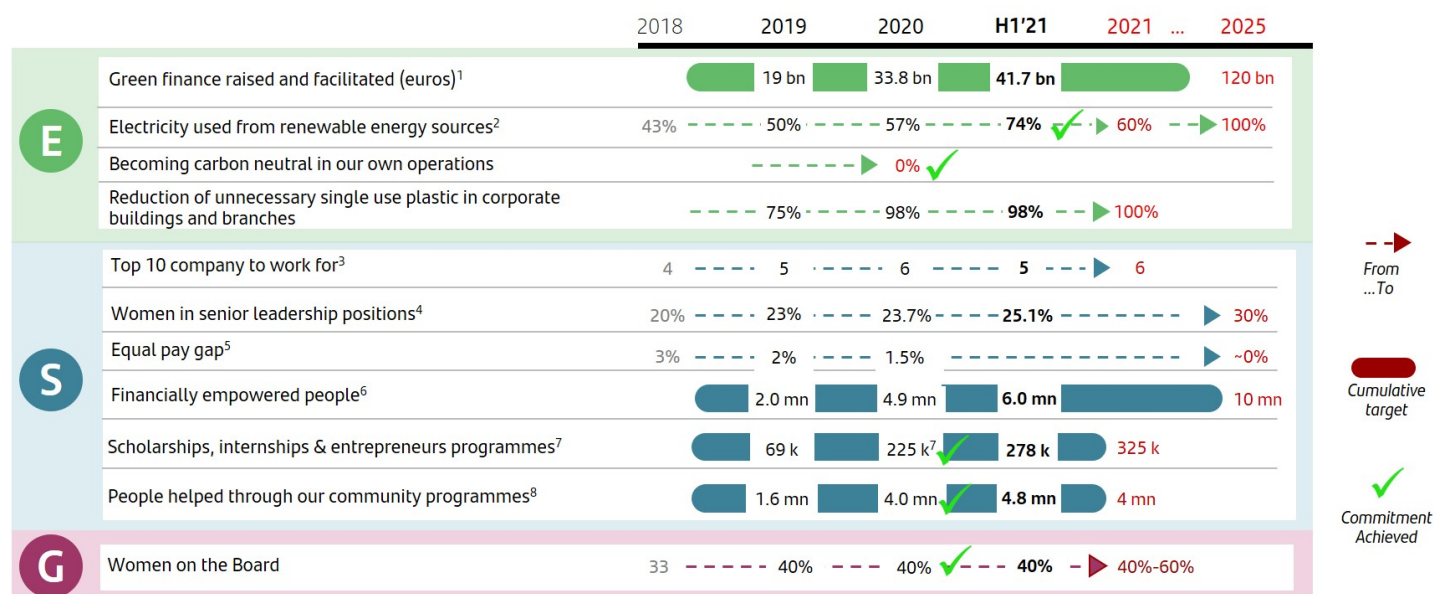 2018 2019 2020 H1'21 2021 ... 2025
E
Green finance raised and facilitated (euros)1 19 bn 33.8 bn 41.7 bn 120 bn
Electricity used from renewable energy sources2 43% 50% 57% 74% 60% 100%
Becoming carbon neutral in our own operations 0%
Reduction of unnecessary single use plastic in corporate
buildings and branches 75% 98% 98% 100%
S
Top 10 company to work for3 4 5 6 5 6
Women in senior leadership positions4 20% 23% 23.7% 25.1% 30%
Equal pay gap5 3% 2% 1.5% ~0%
Financially empowered people6 2.0 mn 4.9 mn 6.0 mn 10 mn
Scholarships, internships & entrepreneurs programmes7 69 k 225 k7 278 k 325 k
People helped through our community programmes8 1.6 mn 4.0 mn 4.8 mn 4 mn
G
Women on the Board 33 40% 40% 40% 40%-60%
From
...To
Cumulative
target
Commitment
Achieved